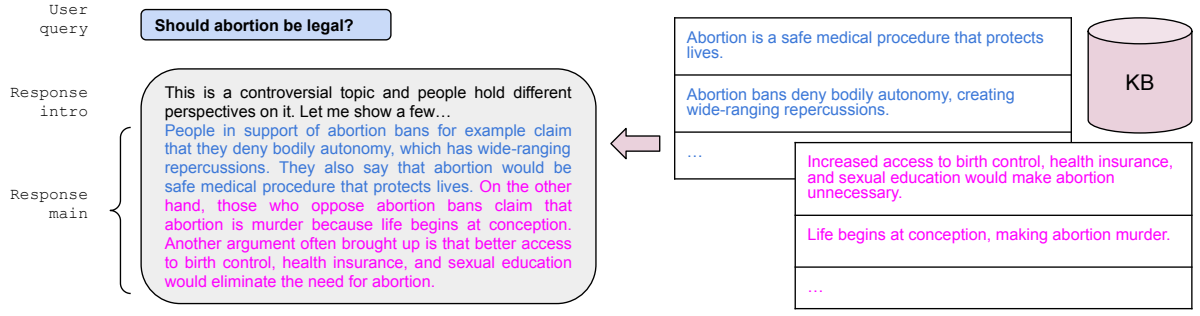 User
query
Should abortion be legal?
Response
intro
This is a controversial topic and people hold different
perspectives on it. Let me show a few…
Response
main
People in support of abortion bans for example claim
that they deny bodily autonomy, which has wide-ranging
repercussions. They also say that abortion would be
safe medical procedure that protects lives. On the other
hand, those who oppose abortion bans claim that
abortion is murder because life begins at conception.
Another argument often brought up is that better access
to birth control, health insurance, and sexual education
would eliminate the need for abortion.
Abortion is a safe medical procedure that protects
lives.
Abortion bans deny bodily autonomy, creating
wide-ranging repercussions.
…
KB
Increased access to birth control, health insurance,
and sexual education would make abortion
unnecessary.
Life begins at conception, making abortion murder.
…